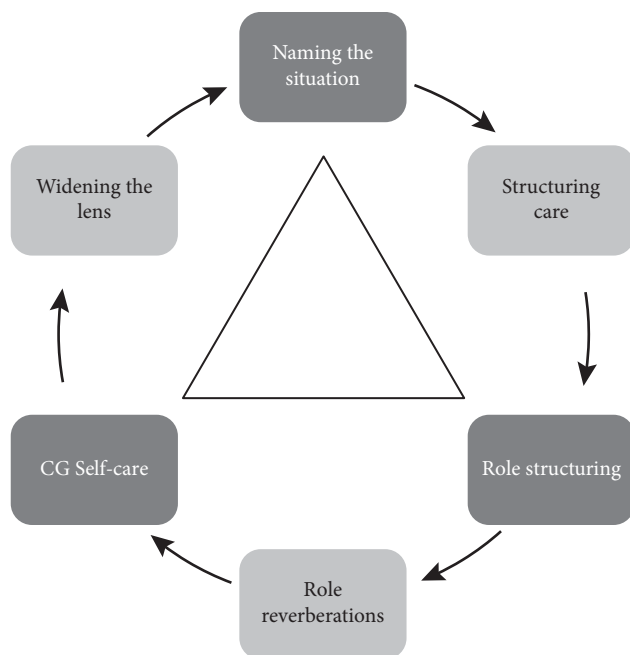 Naming the
situation
Structuring
care
Role structuring
Role
reverberations
CG Self-care
Widening the
lens